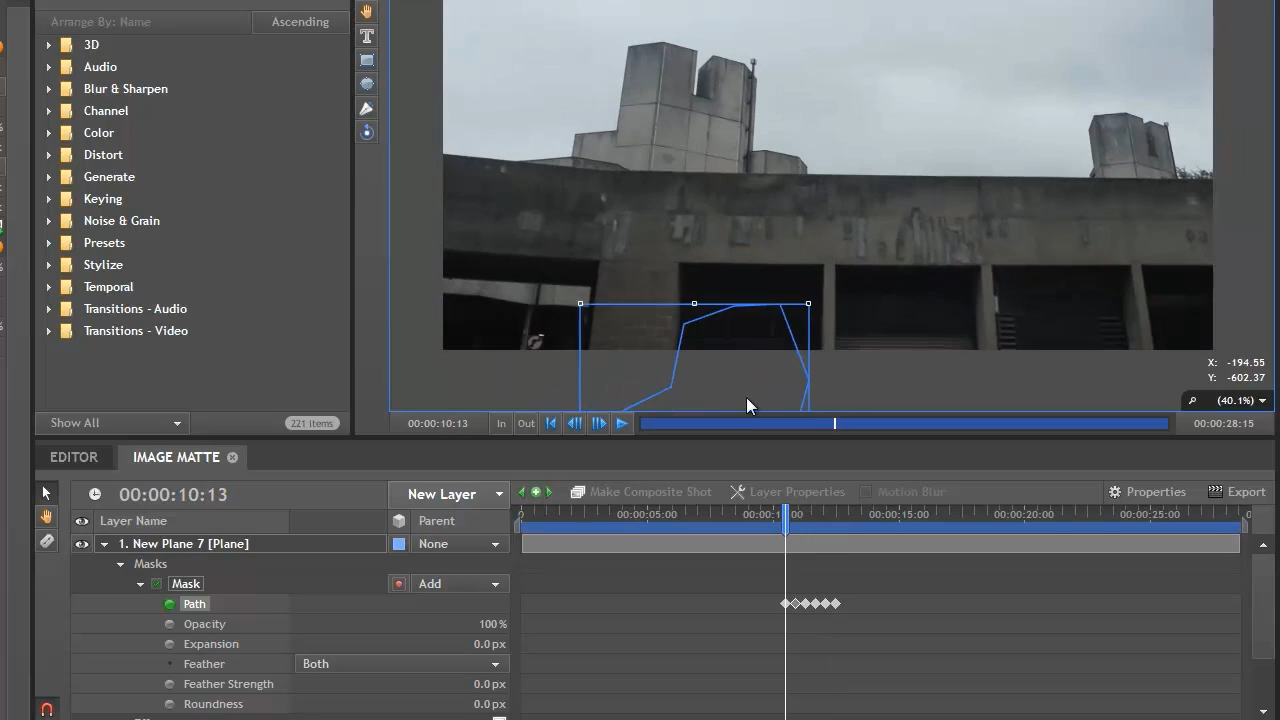 Arrange By: Name
Ascending
3D
Audio
Blur & Sharpen
Channel
Color
Distort
Generate
Keying
Noise & Grain
Presets
Stylize
Temporal
Transitions - Audio
Transitions - Video
Show All
221 Items
X: -194.55
Y: -602.37
(40.1%)
00:00:10:13
In
Out
00:00:28:15
EDITOR
IMAGE MATTE
00:00:10:13
New Layer
Make Composite Shot
Layer Properties
Motion Blur
Properties
Export
Layer Name
Parent
0
00:00:05:00
00:00:15:00
00:00:20:00
00:00:25:00
1. New Plane 7 [Plane]
None
Masks
Mask
Add
Path
Opacity
100%
Expansion
0.0px
Feather
Both
Feather Strength
0.0px
Roundness
0.0px